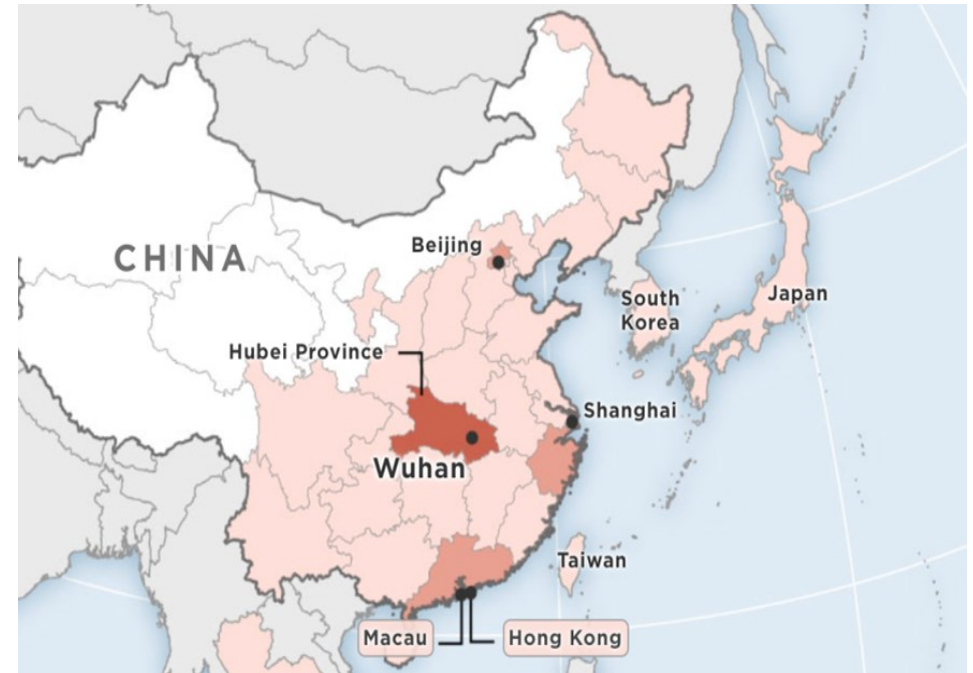 CHINA
Beijing
South
Korea
Japan
Hubei Province
Shanghai
Wuhan
Taiwan
Macau
Hong Kong